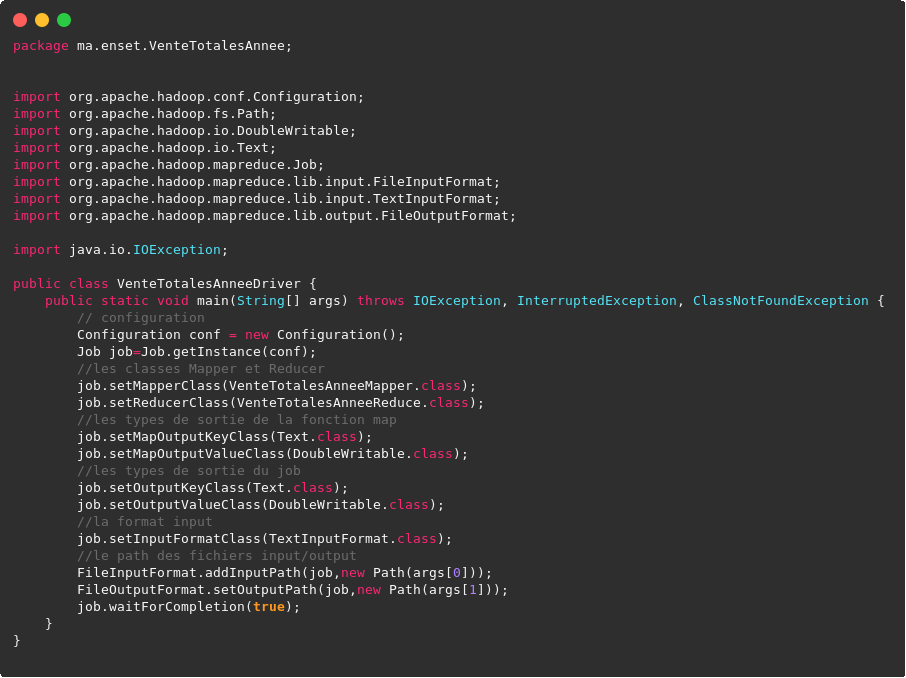 package ma.enset.VenteTotalesAnnee;
import org.apache.hadoop.conf.Configuration;
import org.apache.hadoop.fs.Path;
import org.apache.hadoop.io.DoubleWritable;
import org.apache.hadoop.io.Text;
import org.apache.hadoop.mapreduce.Job;
import org.apache.hadoop.mapreduce.lib.input.FileInputFormat;
import org.apache.hadoop.mapreduce.lib.input.TextInputFormat;
import org.apache.hadoop.mapreduce.lib.output.FileOutputFormat;
import java.io.IOException;
public class VenteTotalesAnneeDriver {
    public static void main(String[] args) throws IOException, InterruptedException, ClassNotFoundException {
        // configuration
        Configuration conf = new Configuration();
        Job job=Job.getInstance(conf);
        //les classes Mapper et Reducer
        job.setMapperClass(VenteTotalesAnneeMapper.class);
        job.setReducerClass(VenteTotalesAnneeReduce.class);
        //les types de sortie de la fonction map
        job.setMapOutputKeyClass(Text.class);
        job.setMapOutputValueClass(DoubleWritable.class);
        //les types de sortie du job
        job.setOutputKeyClass(Text.class);
        job.setOutputValueClass(DoubleWritable.class);
        //la format input
        job.setInputFormatClass(TextInputFormat.class);
        //le path des fichiers input/output
        FileInputFormat.addInputPath(job,new Path(args[0]));
        FileOutputFormat.setOutputPath(job,new Path(args[1]));
        job.waitForCompletion(true);
    }
}